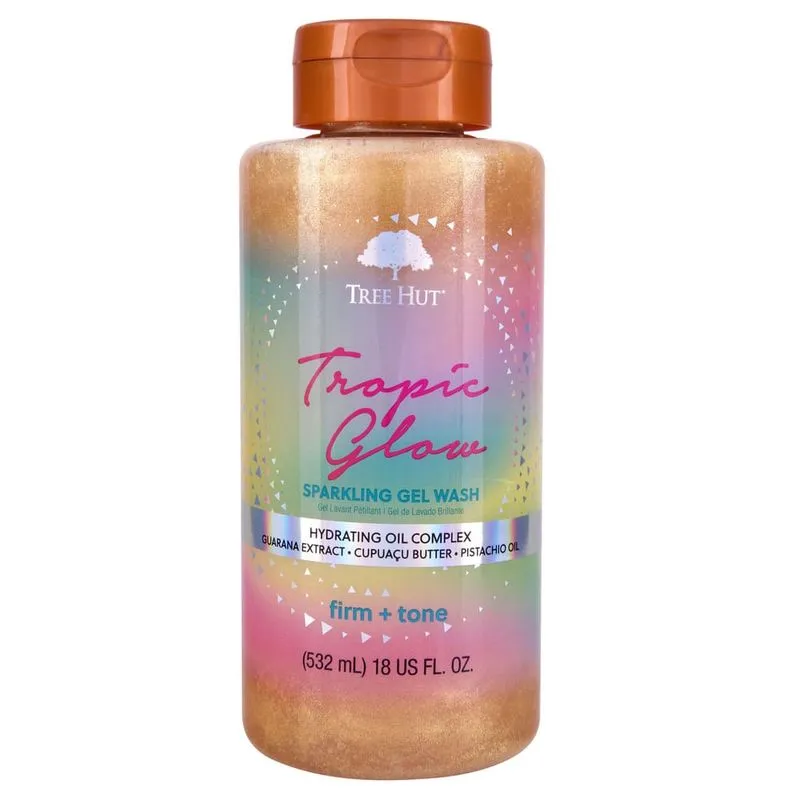 TREE HUT®
Tropic
Glow
SPARKLING GEL WASH
Gel Lavant Pétillant | Gel de Lavado Brillante
HYDRATING OIL COMPLEX
GUARANA EXTRACT • CUPUAÇU BUTTER • PISTACHIO OIL
firm + tone
(532 mL) 18 US FL. OZ.